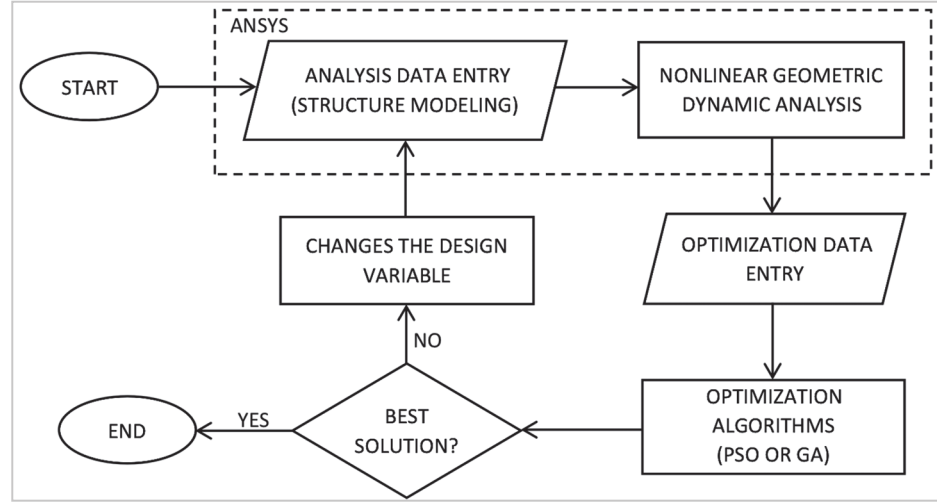 ANSYS
START
ANALYSIS DATA ENTRY
(STRUCTURE MODELING)
NONLINEAR GEOMETRIC
DYNAMIC ANALYSIS
OPTIMIZATION DATA
ENTRY
OPTIMIZATION
ALGORITHMS
(PSO OR GA)
BEST
SOLUTION?
NO
CHANGES THE DESIGN
VARIABLE
YES
END